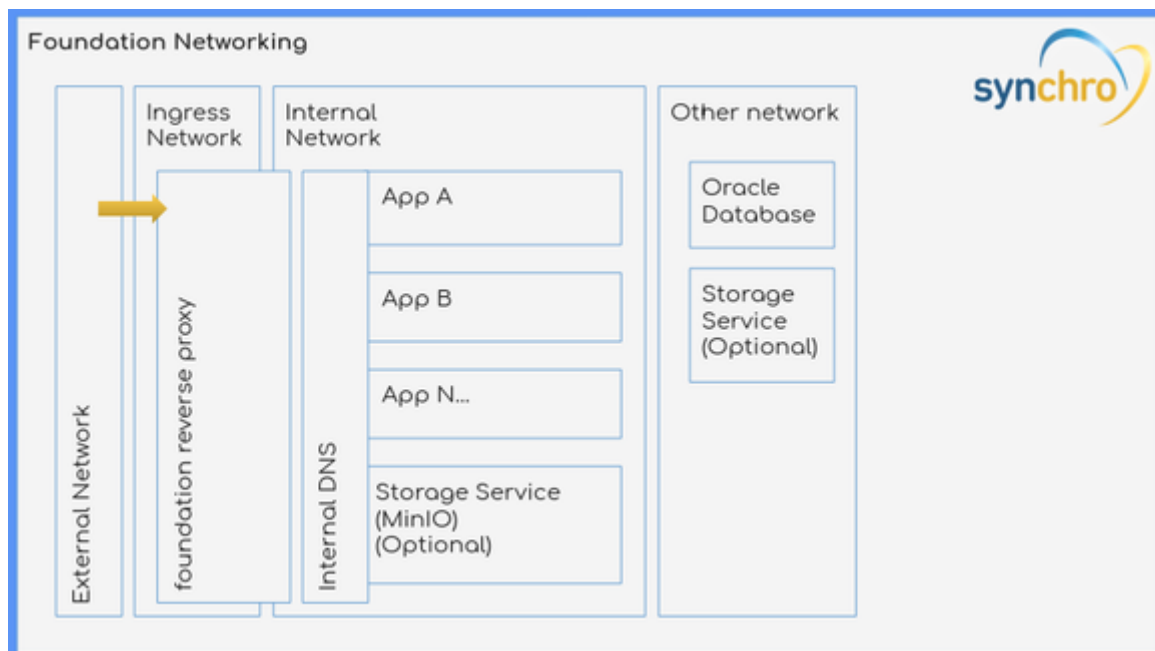 Foundation Networking
synchro
External Network
Ingress
Network
foundation reverse proxy
Internal
Network
Internal DNS
App A
App B
App N...
Storage Service
(MinIO)
(Optional)
Other network
Oracle
Database
Storage
Service
(Optional)